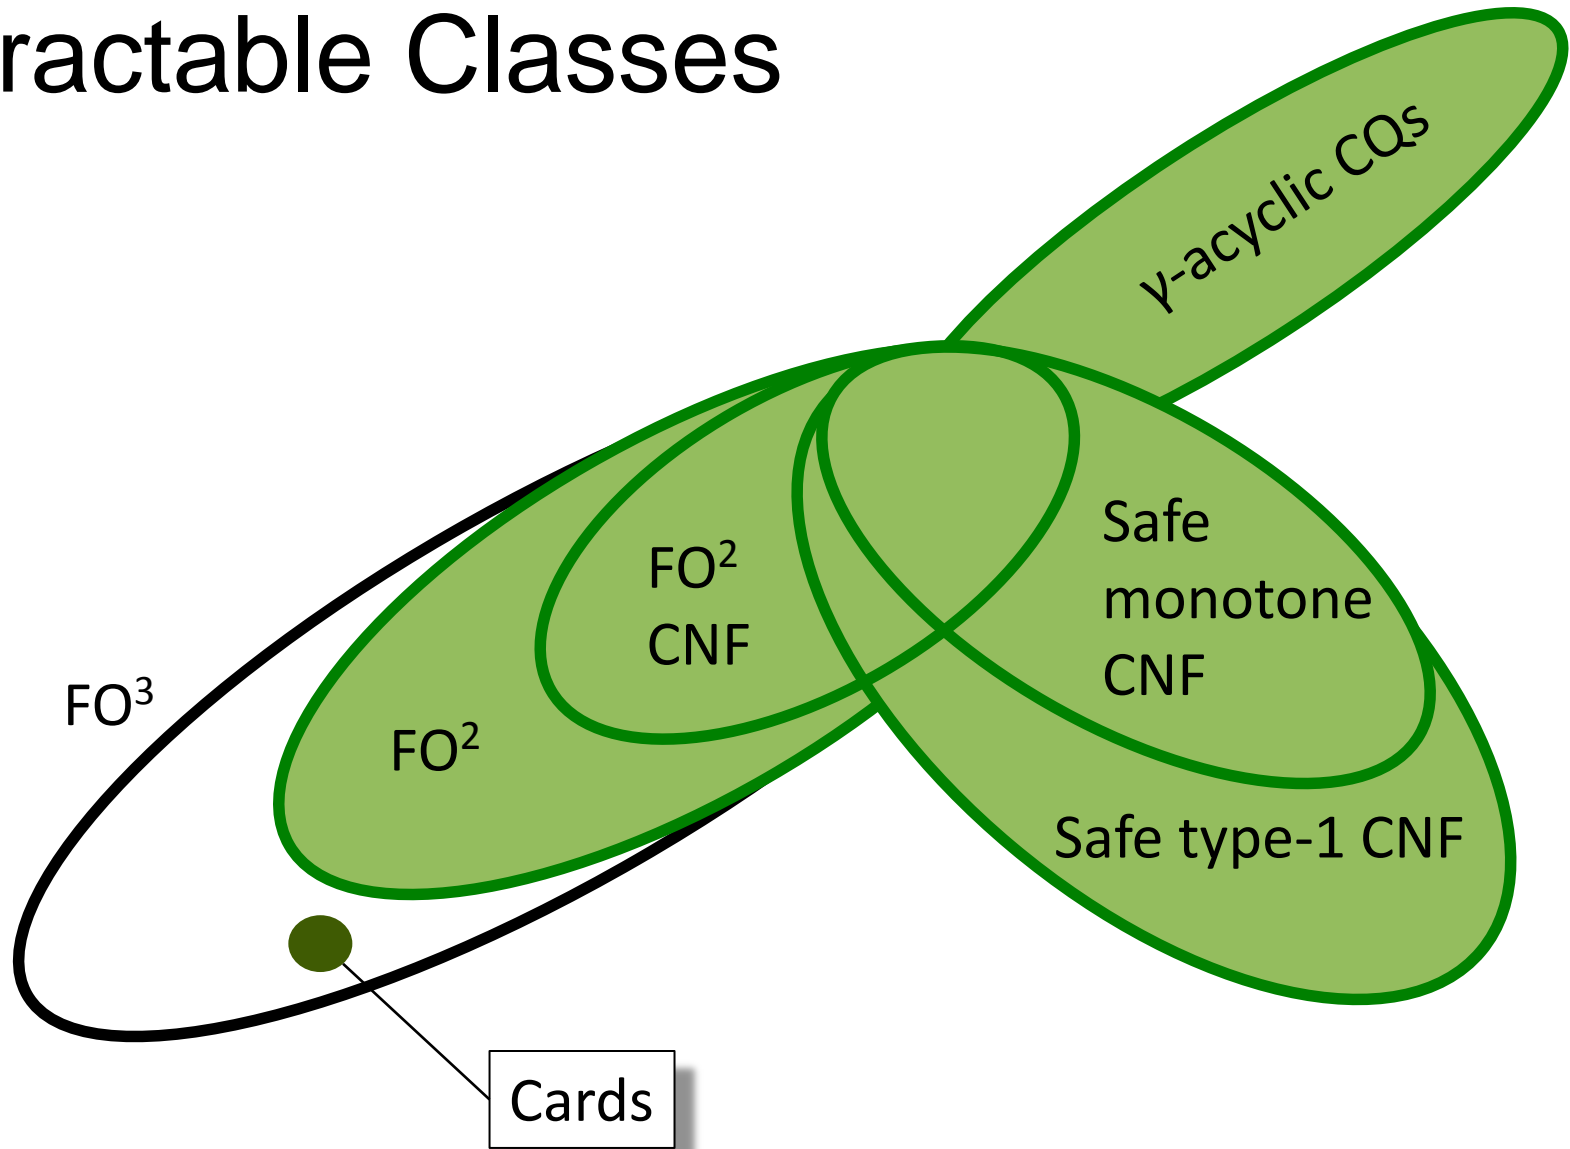 ractable Classes
γ-acyclic CQs
Safe
monotone
CNF
FO²
CNF
FO³
FO²
Safe type-1 CNF
Cards